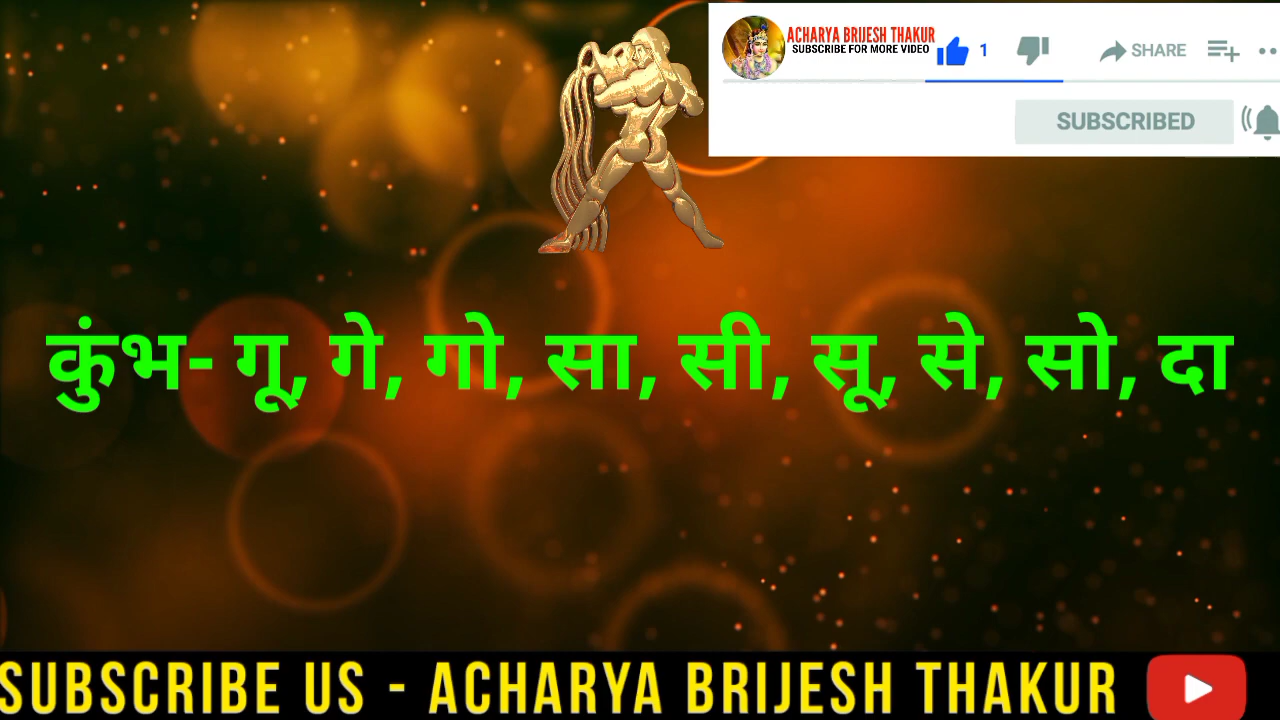 ACHARYA BRIJESH THAKUR
SUBSCRIBE FOR MORE VIDEO
1
SHARE
SUBSCRIBED
कुंभ- गू, गे, गो, सा, सी, सू, से, सो, दा
SUBSCRIBE US - ACHARYA BRIJESH THAKUR